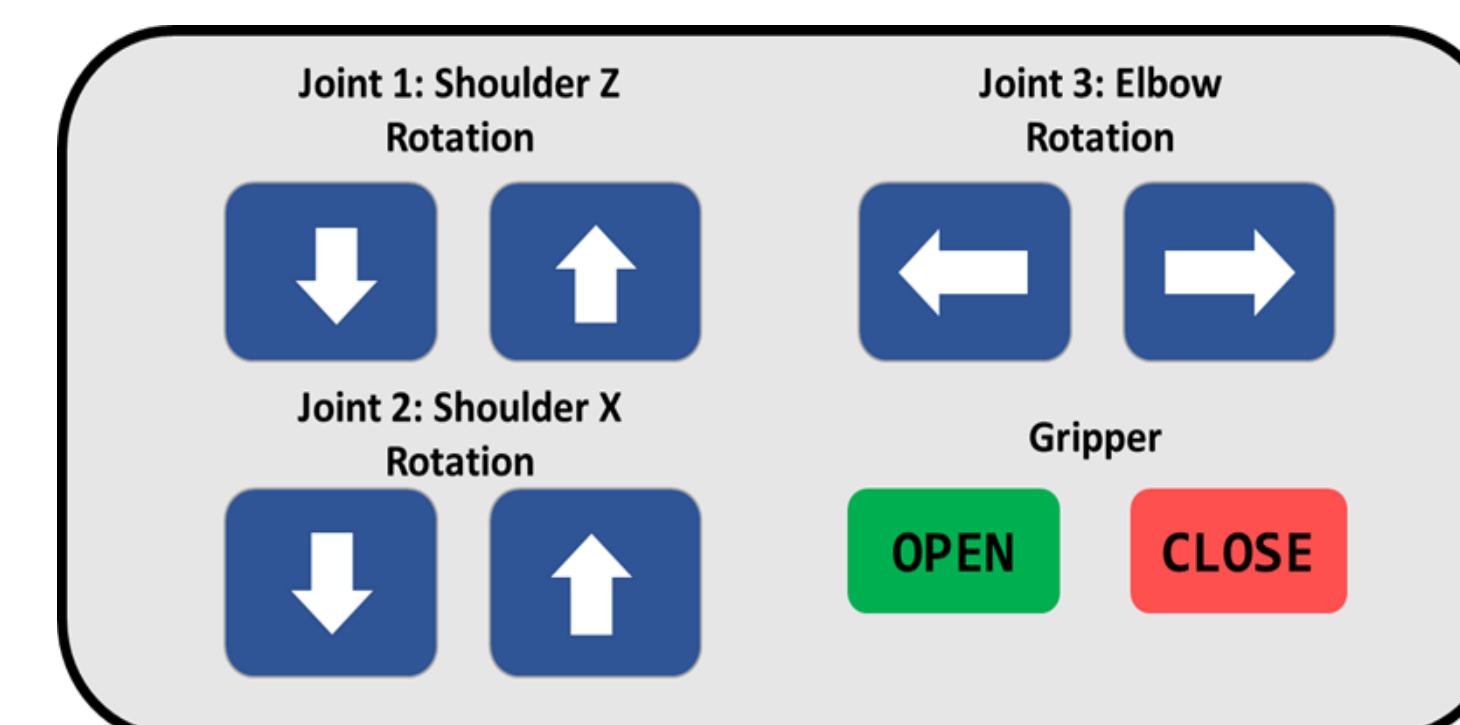 Joint 1: Shoulder Z
Rotation
Joint 3: Elbow
Rotation
Joint 2: Shoulder X
Rotation
Gripper
OPEN
CLOSE